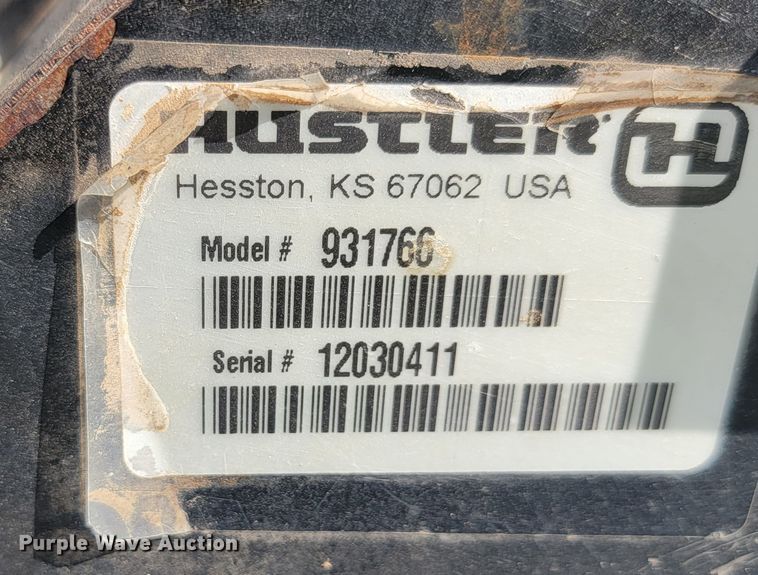 HUSTLER
H
Hesston, KS 67062 USA
Model # 931766
Serial # 12030411
Purple Wave Auction